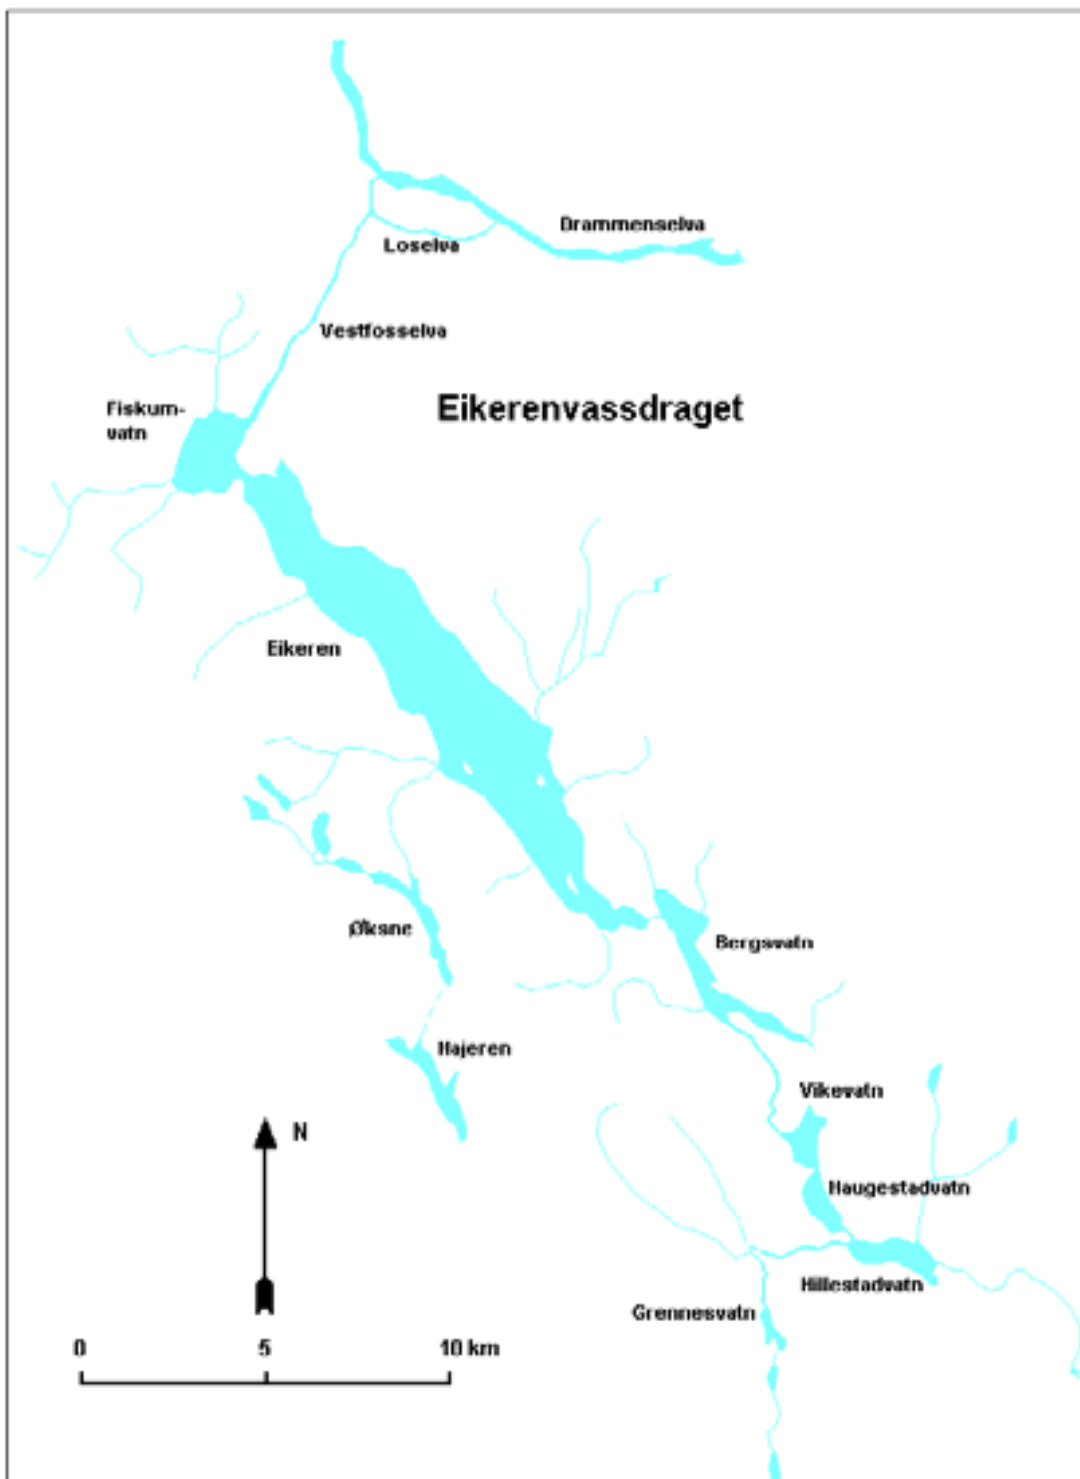 Drammenselva
Loselva
Vestfosselva
Eikerenvassdraget
Fiskum-
vatn
Eikeren
Øksne
Bergsvatn
Hajeren
Vikevatn
N
Haugestadvatn
Hillestadvatn
Grennesvatn
0 5 10 km